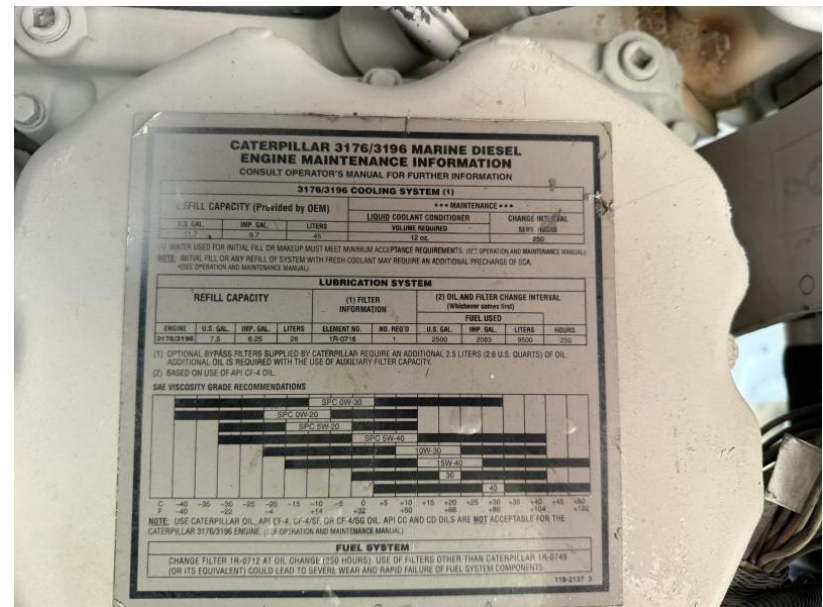 CATERPILLAR 3176/3196 MARINE DIESEL
ENGINE MAINTENANCE INFORMATION
CONSULT OPERATOR'S MANUAL FOR FURTHER INFORMATION
3176/3196 COOLING SYSTEM (1)
REFILL CAPACITY (Provided by OEM) ••• MAINTENANCE •••
LIQUID COOLANT CONDITIONER CHANGE INTERVAL
U.S. GAL. IMP. GAL. LITERS VOLUME REQUIRED SERV. HOURS
11.7 9.7 45 12 oz. 250
(1) WATER USED FOR INITIAL FILL OR MAKEUP MUST MEET MINIMUM ACCEPTANCE REQUIREMENTS. (SEE OPERATION AND MAINTENANCE MANUAL)
NOTE: INITIAL FILL OR ANY REFILL OF SYSTEM WITH FRESH COOLANT MAY REQUIRE AN ADDITIONAL PRECHARGE OF SCA.
(SEE OPERATION AND MAINTENANCE MANUAL)
LUBRICATION SYSTEM
REFILL CAPACITY (1) FILTER INFORMATION (2) OIL AND FILTER CHANGE INTERVAL
(Whichever comes first)
FUEL USED
ENGINE U.S. GAL. IMP. GAL. LITERS ELEMENT NO. NO. REQ'D U.S. GAL. IMP. GAL. LITERS HOURS
3176/3196 7.5 6.25 28 1R-0716 1 2500 2083 9500 250
(1) OPTIONAL BYPASS FILTERS SUPPLIED BY CATERPILLAR REQUIRE AN ADDITIONAL 2.5 LITERS (2.6 U.S. QUARTS) OF OIL.
ADDITIONAL OIL IS REQUIRED WITH THE USE OF AUXILIARY FILTER CAPACITY.
(2) BASED ON USE OF API CF-4 OIL.
SAE VISCOSITY GRADE RECOMMENDATIONS
SPC 0W-30
SPC 0W-20
SPC 5W-20
SPC 5W-40
10W-30
15W-40
30
40
C -40 -35 -30 -25 -20 -15 -10 -5 0 +5 +10 +15 +20 +25 +30 +35 +40 +45 +50
F -40 -22 -4 +14 +32 +50 +68 +86 +104 +122
NOTE: USE CATERPILLAR OIL, API CF-4, CF-4/SF, OR CF-4/SG OIL. API CC AND CD OILS ARE NOT ACCEPTABLE FOR THE
CATERPILLAR 3176/3196 ENGINE. (SEE OPERATION AND MAINTENANCE MANUAL)
FUEL SYSTEM
CHANGE FILTER 1R-0712 AT OIL CHANGE (250 HOURS). USE OF FILTERS OTHER THAN CATERPILLAR 1R-0749
(OR ITS EQUIVALENT) COULD LEAD TO SEVERE WEAR AND RAPID FAILURE OF FUEL SYSTEM COMPONENTS.
118-2137 3